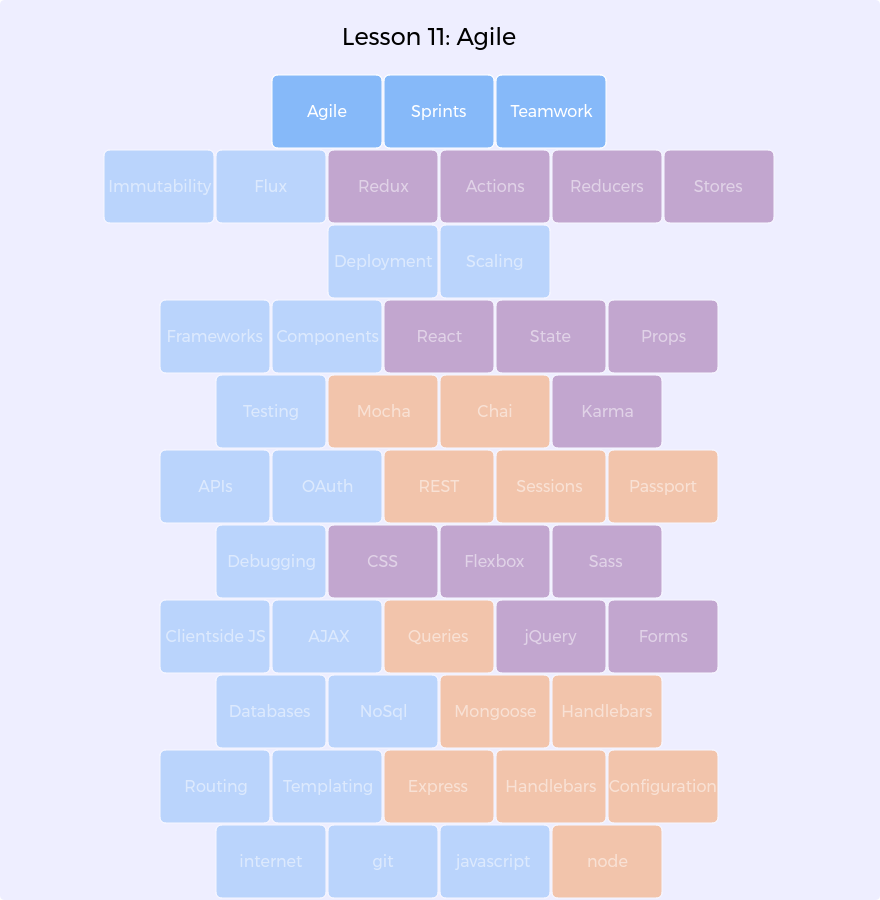 Lesson 11: Agile
Agile Sprints Teamwork
Immutability Flux Redux Actions Reducers Stores
Deployment Scaling
Frameworks Components React State Props
Testing Mocha Chai Karma
APIs OAuth REST Sessions Passport
Debugging CSS Flexbox Sass
Clientside JS AJAX Queries jQuery Forms
Databases NoSql Mongoose Handlebars
Routing Templating Express Handlebars Configuration
internet git javascript node